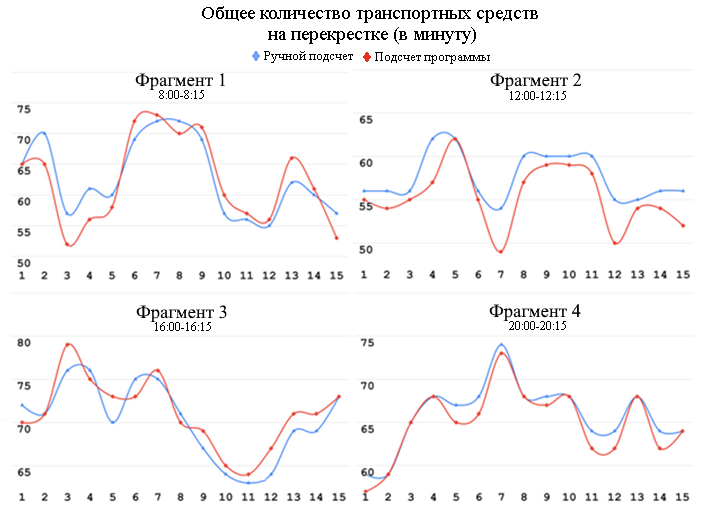 Общее количество транспортных средств
на перекрестке (в минуту)
Ручной подсчет Подсчет программы
Фрагмент 1
8:00-8:15
75
70
65
60
55
50
1 2 3 4 5 6 7 8 9 10 11 12 13 14 15
Фрагмент 2
12:00-12:15
65
60
55
50
1 2 3 4 5 6 7 8 9 10 11 12 13 14 15
Фрагмент 3
16:00-16:15
80
75
70
65
1 2 3 4 5 6 7 8 9 10 11 12 13 14 15
Фрагмент 4
20:00-20:15
75
70
65
60
1 2 3 4 5 6 7 8 9 10 11 12 13 14 15